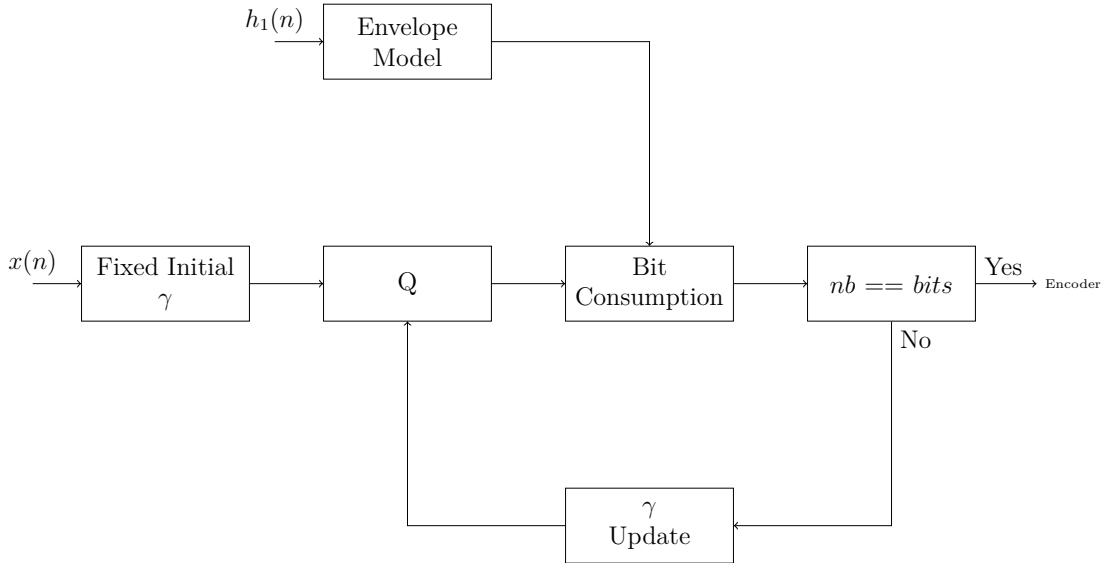 h₁(n)
Envelope
Model
x(n)
Fixed Initial
γ
Q
Bit
Consumption
nb == bits
Yes
Encoder
No
γ
Update